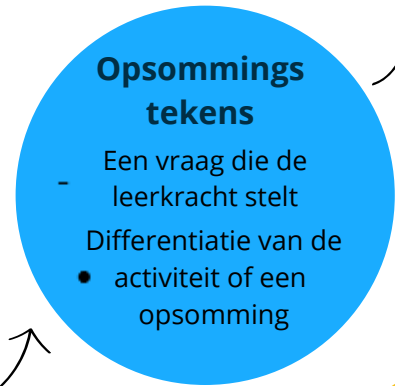 Opsommings
tekens
- Een vraag die de
leerkracht stelt
Differentiatie van de
• activiteit of een
opsomming